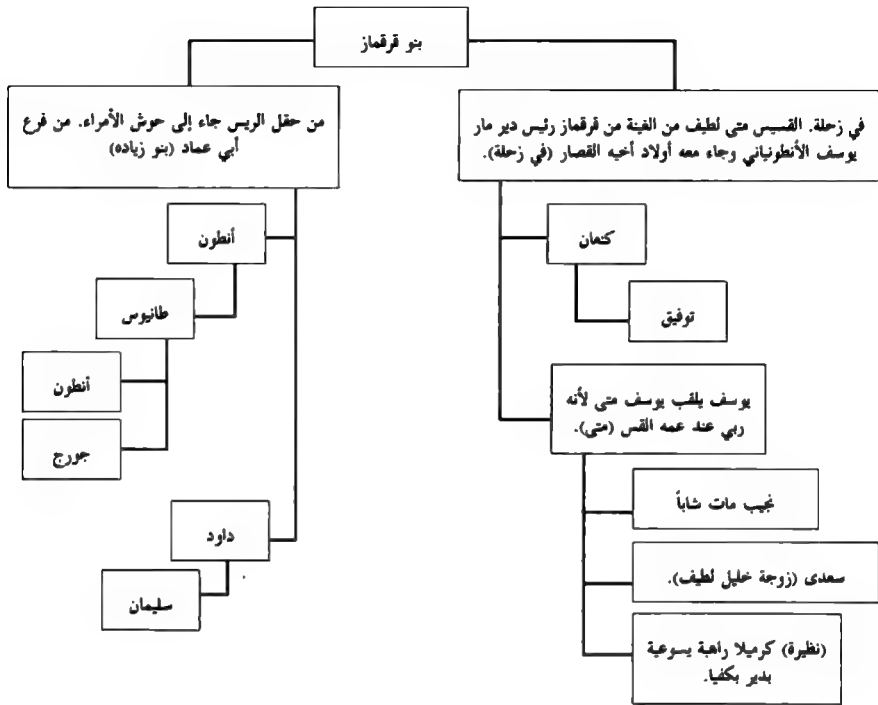 بنو قرقماز
في زحلة. القسيس متى لطيف من الغينة من قرقماز رئيس دير مار
يوسف الأنطونياني وجاء معه أولاد أخيه القصار (في زحلة).
كنعان
توفيق
يوسف يلقب يوسف متى لأنه
ربي عند عمه القس (متى).
نجيب مات شاباً
سعدى (زوجة خليل لطيف).
(نظيرة) كرميلا راهبة يسوعية
بدير بكفيا.
من حقل الريس جاء إلى حوش الأمراء. من فرع
أبي عماد (بنو زياده)
أنطون
طانيوس
أنطون
جورج
داود
سليمان